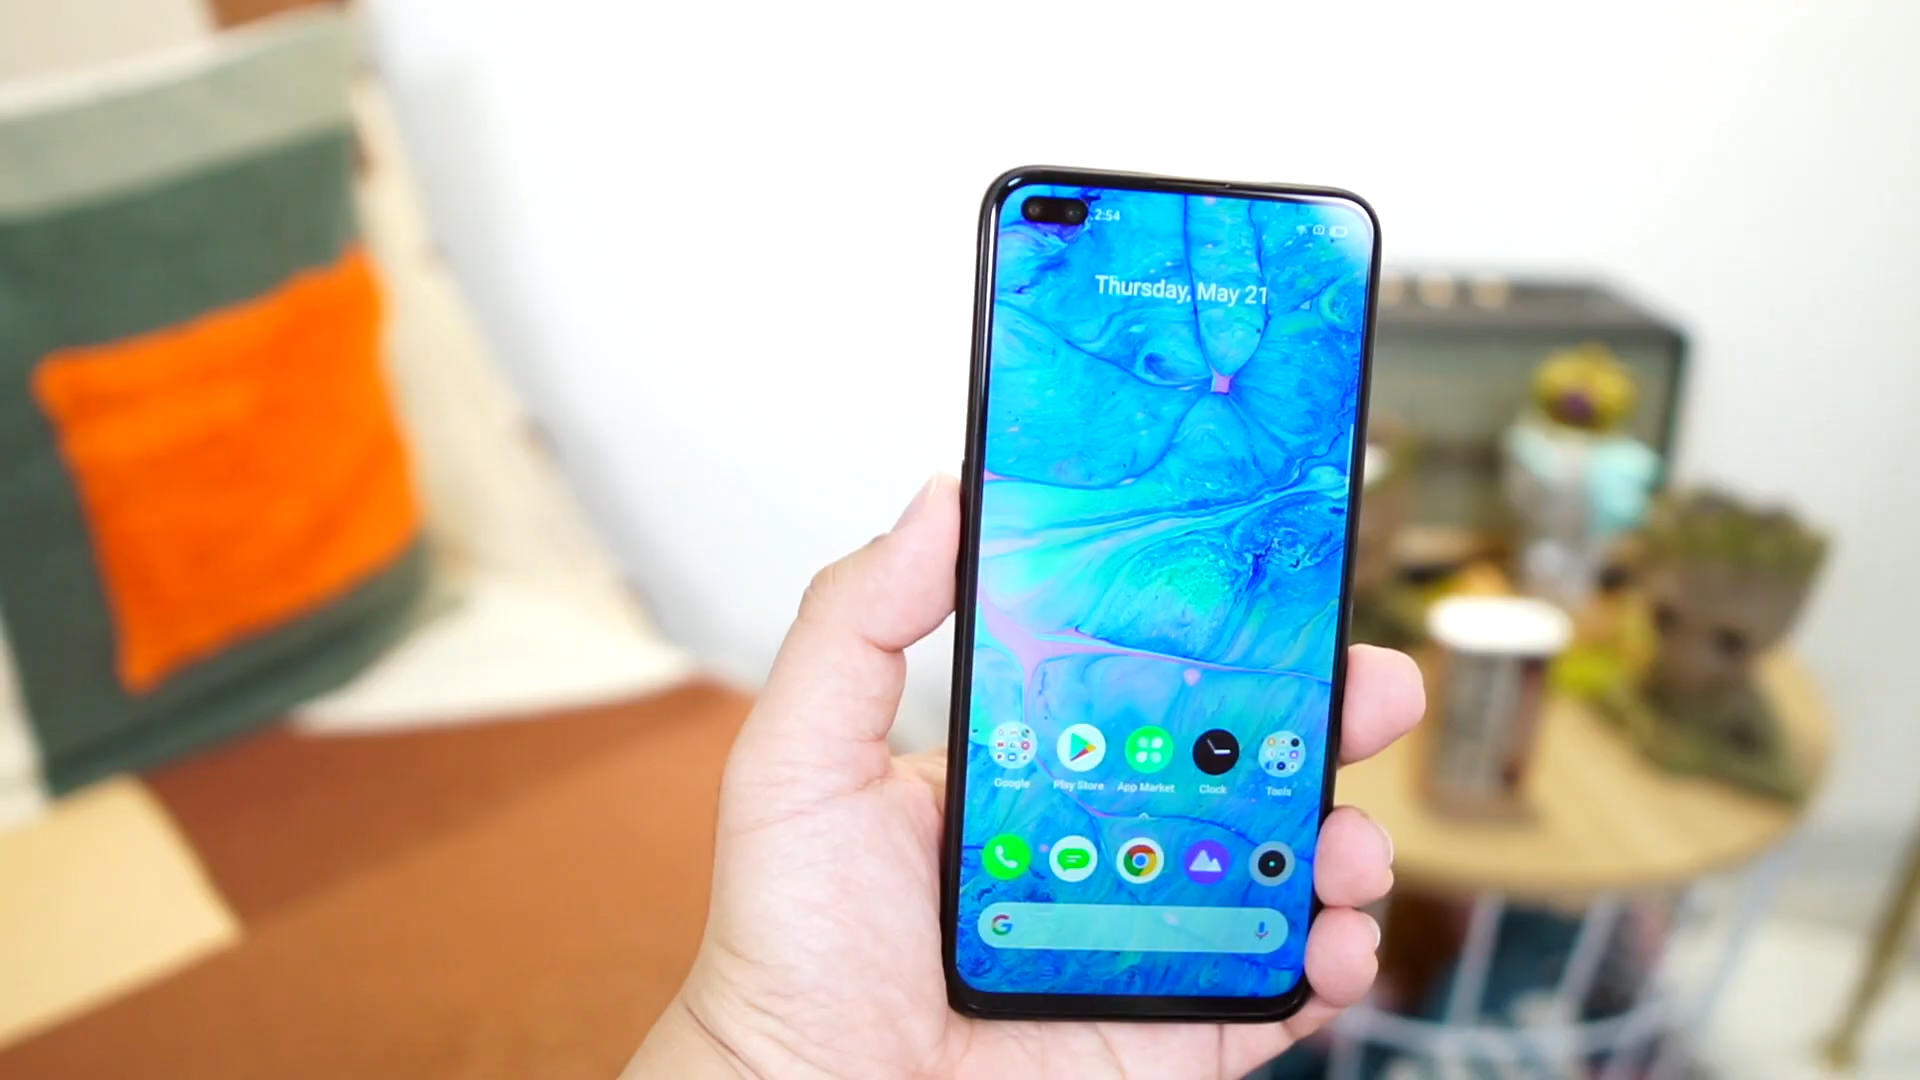 2:54
Thursday, May 21
Google
Play Store
App Market
Clock
Tools